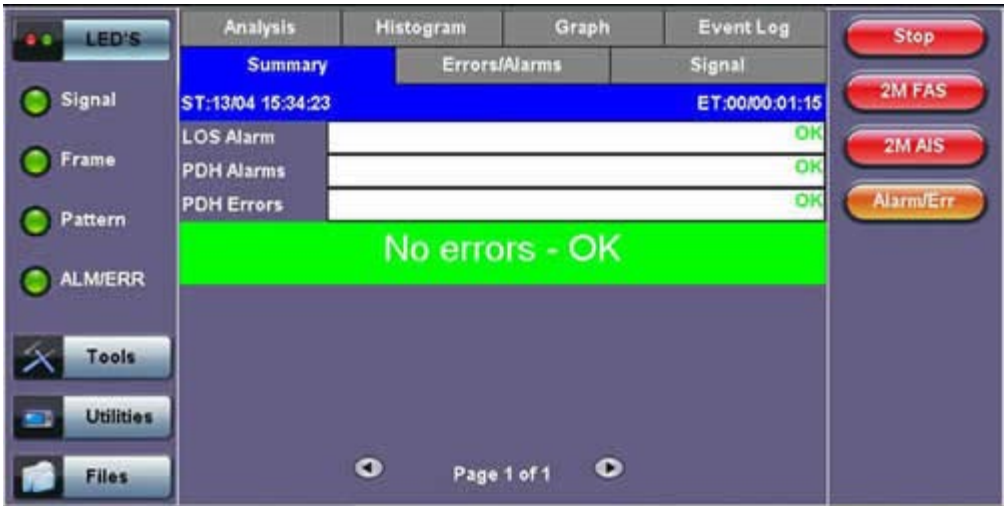 LED'S
Signal
Frame
Pattern
ALM/ERR
Tools
Utilities
Files
Analysis Histogram Graph Event Log
Summary Errors/Alarms Signal
ST:13/04 15:34:23 ET:00/00:01:15
LOS Alarm OK
PDH Alarms OK
PDH Errors OK
No errors - OK
Page 1 of 1
Stop
2M FAS
2M AIS
Alarm/Err